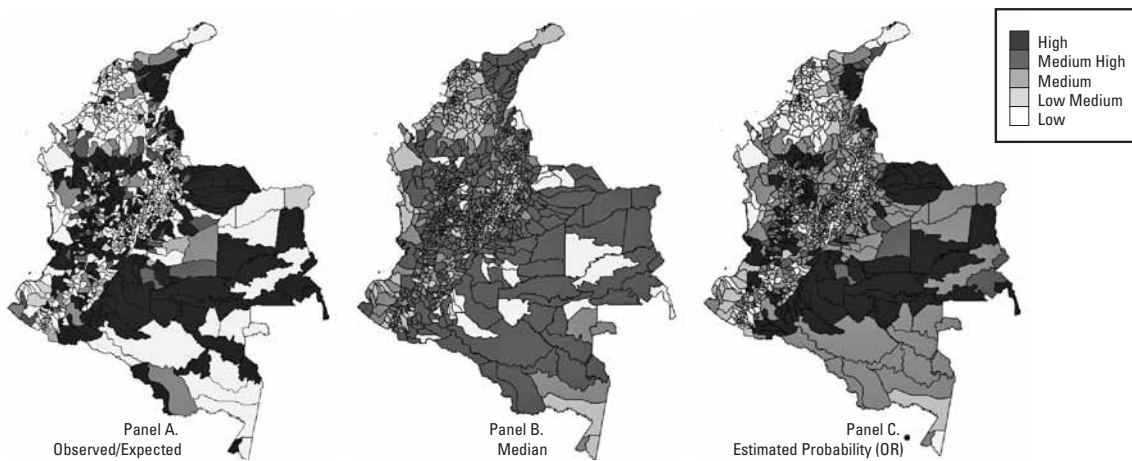 High
Medium High
Medium
Low Medium
Low
Panel A.
Observed/Expected
Panel B.
Median
Panel C.
Estimated Probability (OR)